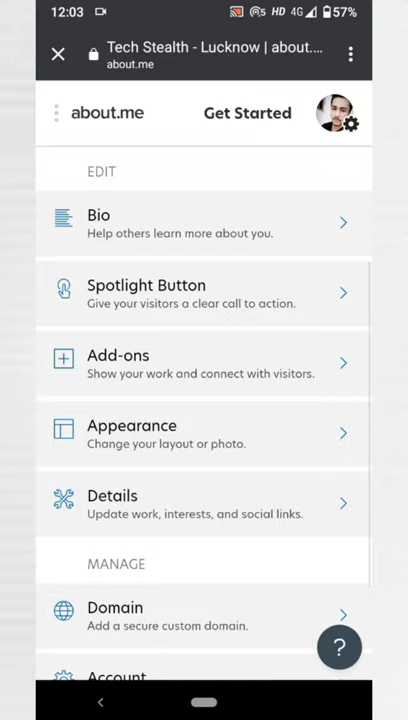 12:03 5 HD 4G 57%
Tech Stealth - Lucknow | about....
about.me
about.me Get Started
EDIT
Bio
Help others learn more about you.
Spotlight Button
Give your visitors a clear call to action.
Add-ons
Show your work and connect with visitors.
Appearance
Change your layout or photo.
Details
Update work, interests, and social links.
MANAGE
Domain
Add a secure custom domain.
?
Account